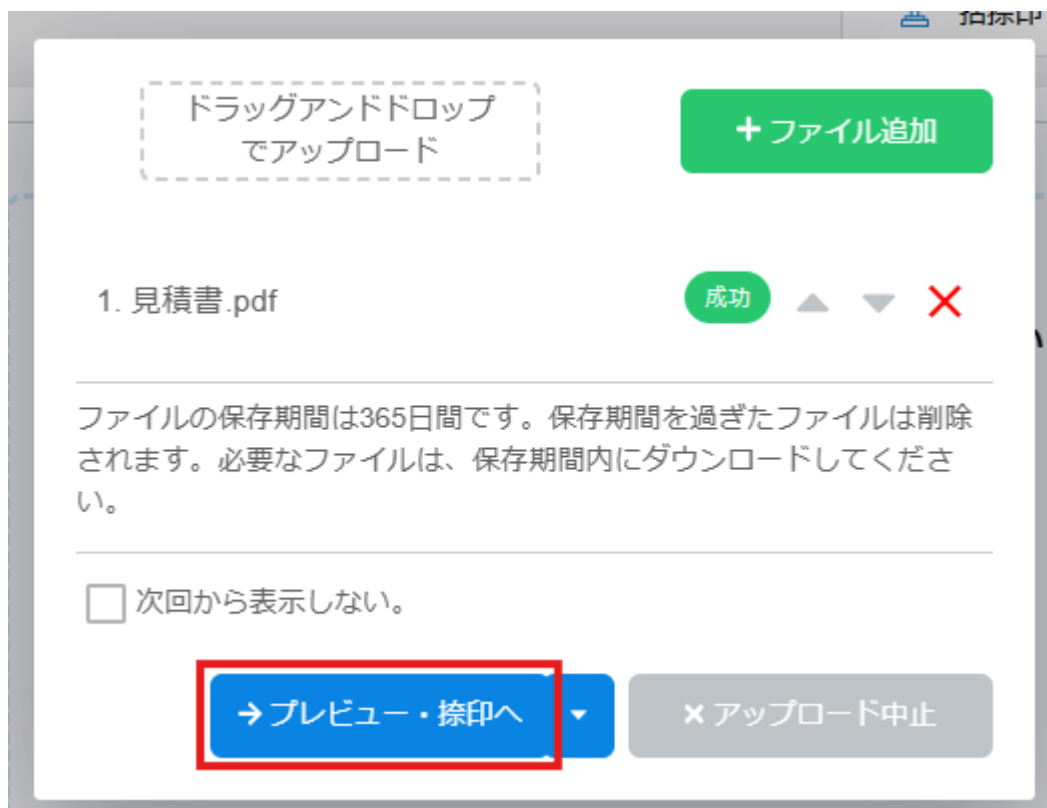 括捺印
ドラッグアンドドロップ
でアップロード
+ ファイル追加
1. 見積書.pdf
成功
ファイルの保存期間は365日間です。保存期間を過ぎたファイルは削除
されます。必要なファイルは、保存期間内にダウンロードしてくださ
い。
次回から表示しない。
→プレビュー・捺印へ
×アップロード中止